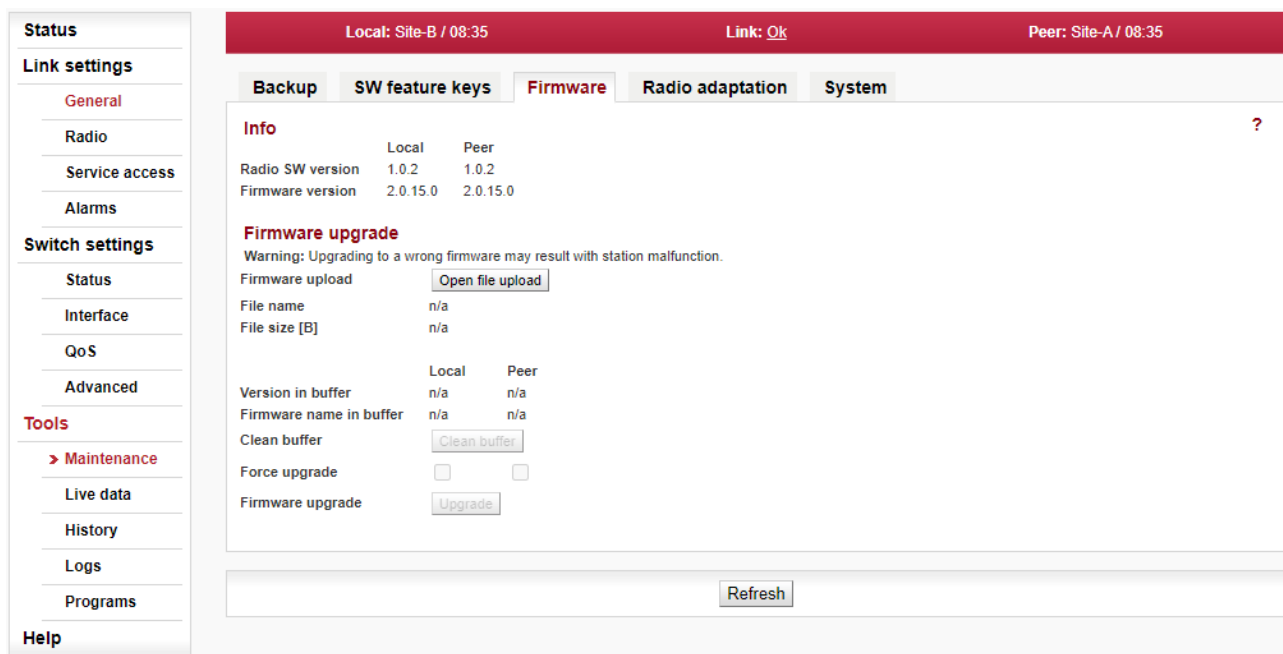 Status
Link settings
General
Radio
Service access
Alarms
Switch settings
Status
Interface
QoS
Advanced
Tools
> Maintenance
Live data
History
Logs
Programs
Help
Local: Site-B / 08:35 Link: Ok Peer: Site-A / 08:35
Backup SW feature keys Firmware Radio adaptation System
Info ?
Local Peer
Radio SW version 1.0.2 1.0.2
Firmware version 2.0.15.0 2.0.15.0
Firmware upgrade
Warning: Upgrading to a wrong firmware may result with station malfunction.
Firmware upload Open file upload
File name n/a
File size [B] n/a
Local Peer
Version in buffer n/a n/a
Firmware name in buffer n/a n/a
Clean buffer Clean buffer
Force upgrade
Firmware upgrade Upgrade
Refresh